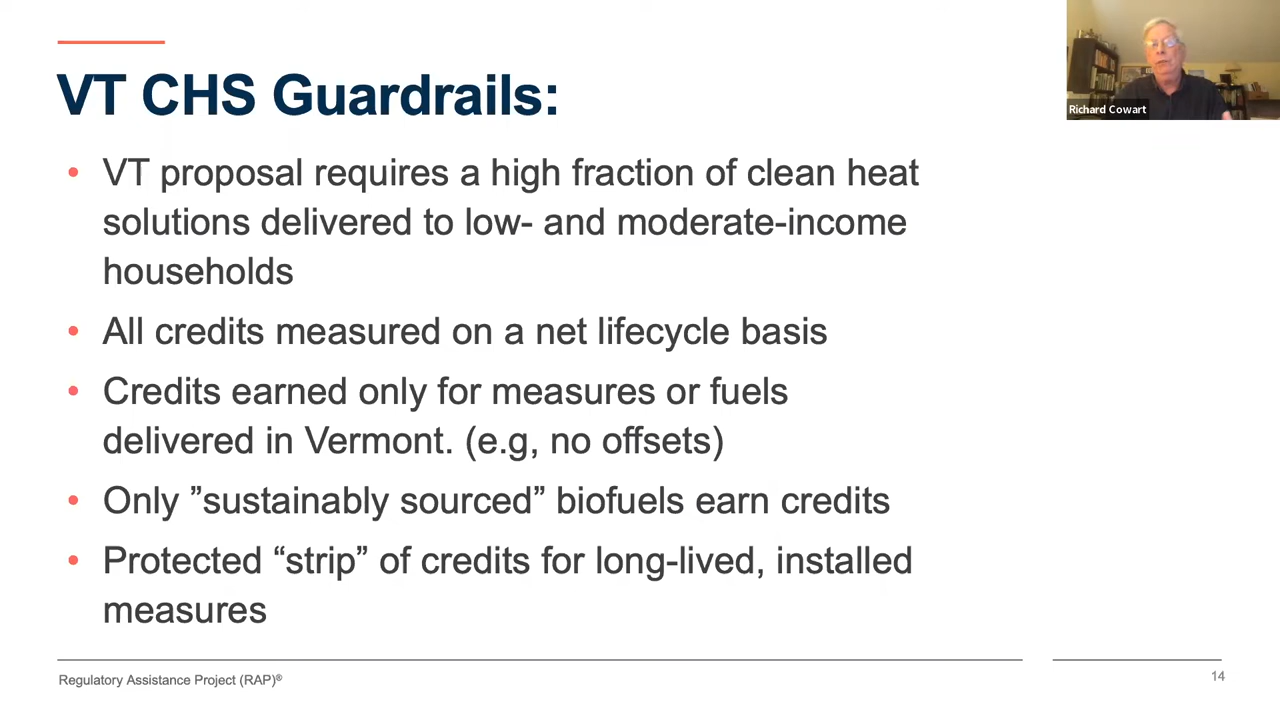 VT CHS Guardrails:
Richard Cowart
• VT proposal requires a high fraction of clean heat
solutions delivered to low- and moderate-income
households
• All credits measured on a net lifecycle basis
• Credits earned only for measures or fuels
delivered in Vermont. (e.g, no offsets)
• Only ”sustainably sourced” biofuels earn credits
• Protected “strip” of credits for long-lived, installed
measures
Regulatory Assistance Project (RAP)®
14